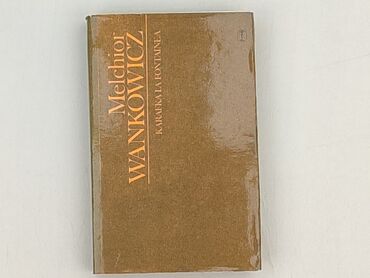 Melchior
WAŃKOWICZ
KARAFKA LA FONTAINE'A